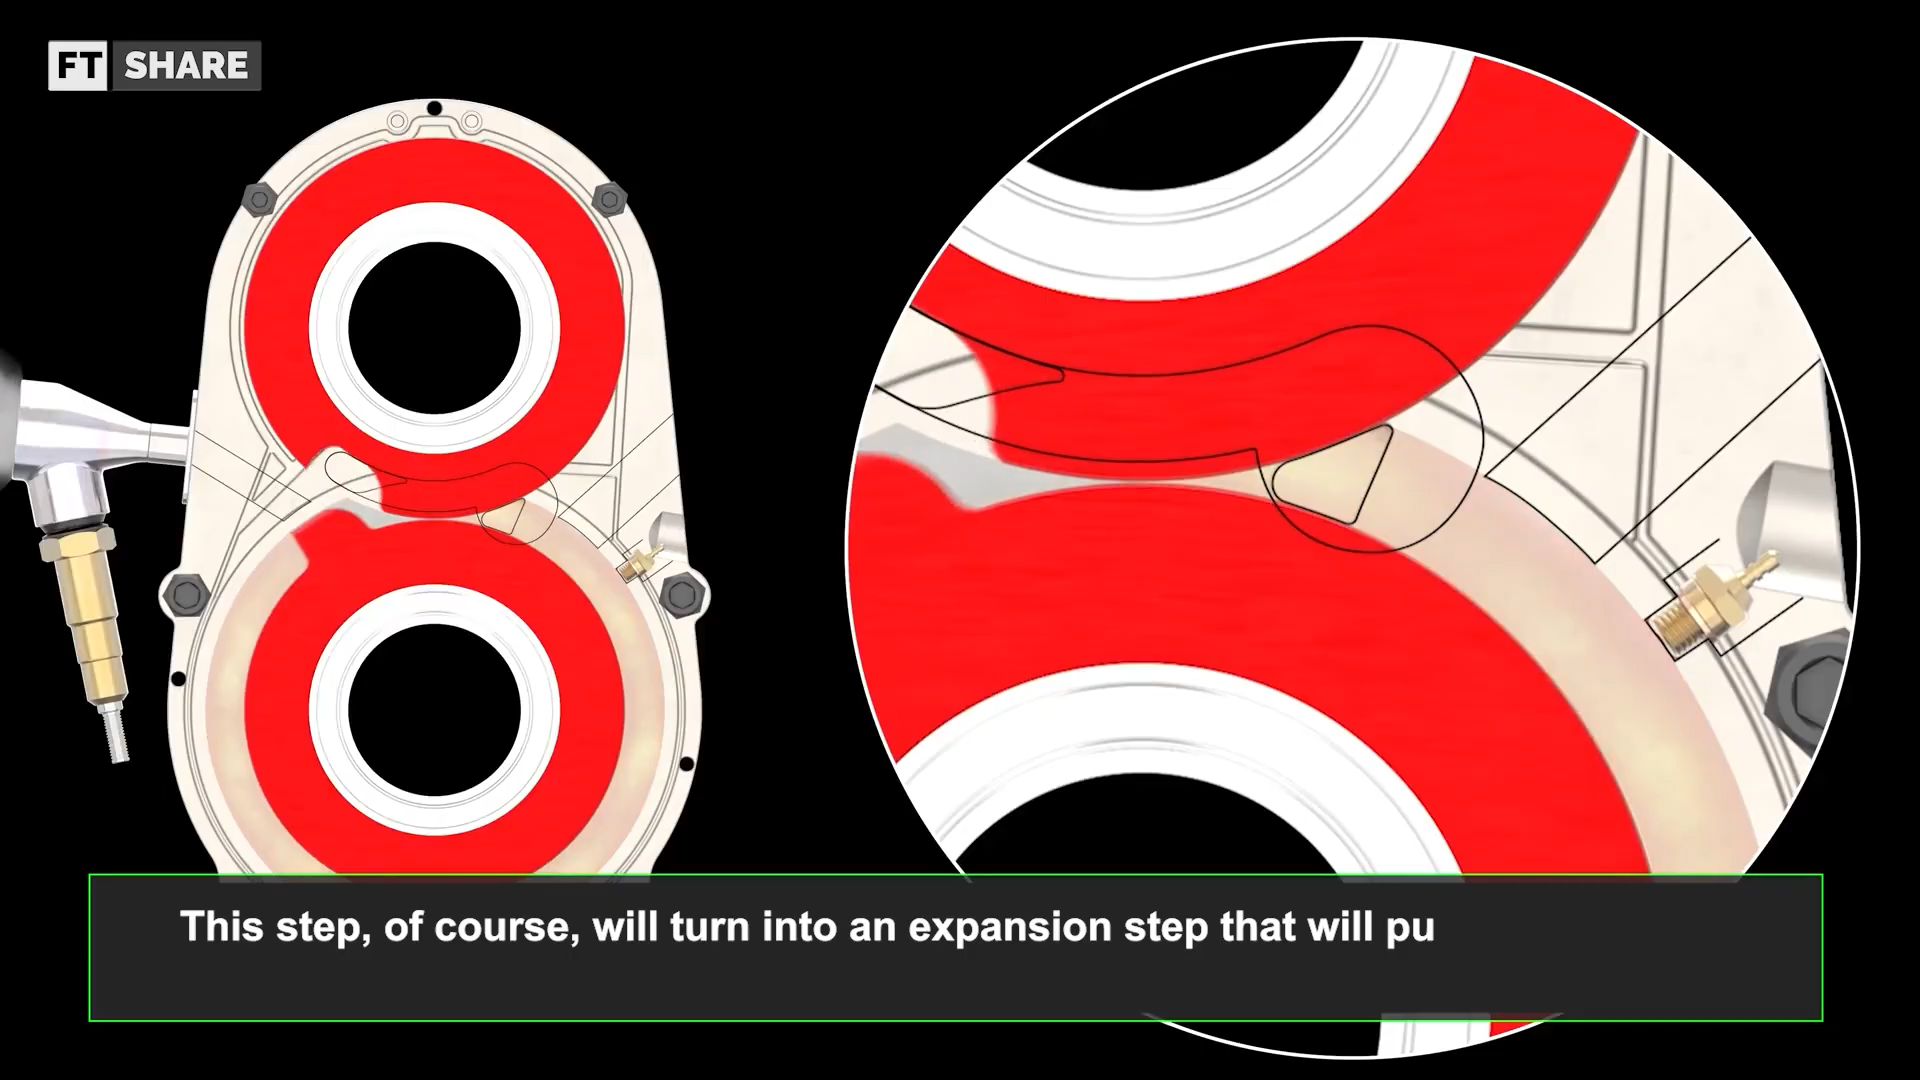 FT SHARE
This step, of course, will turn into an expansion step that will pu